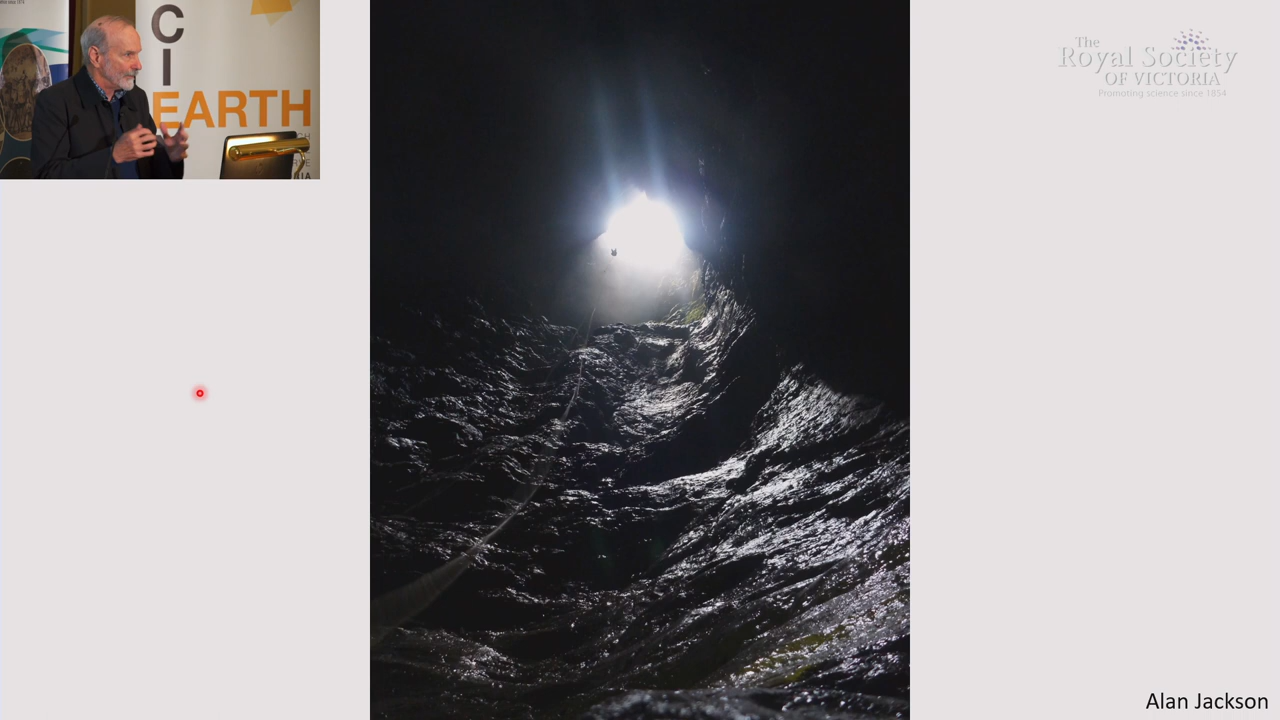 C
I
EARTH
The
Royal Society
OF VICTORIA
Promoting science since 1854
Alan Jackson